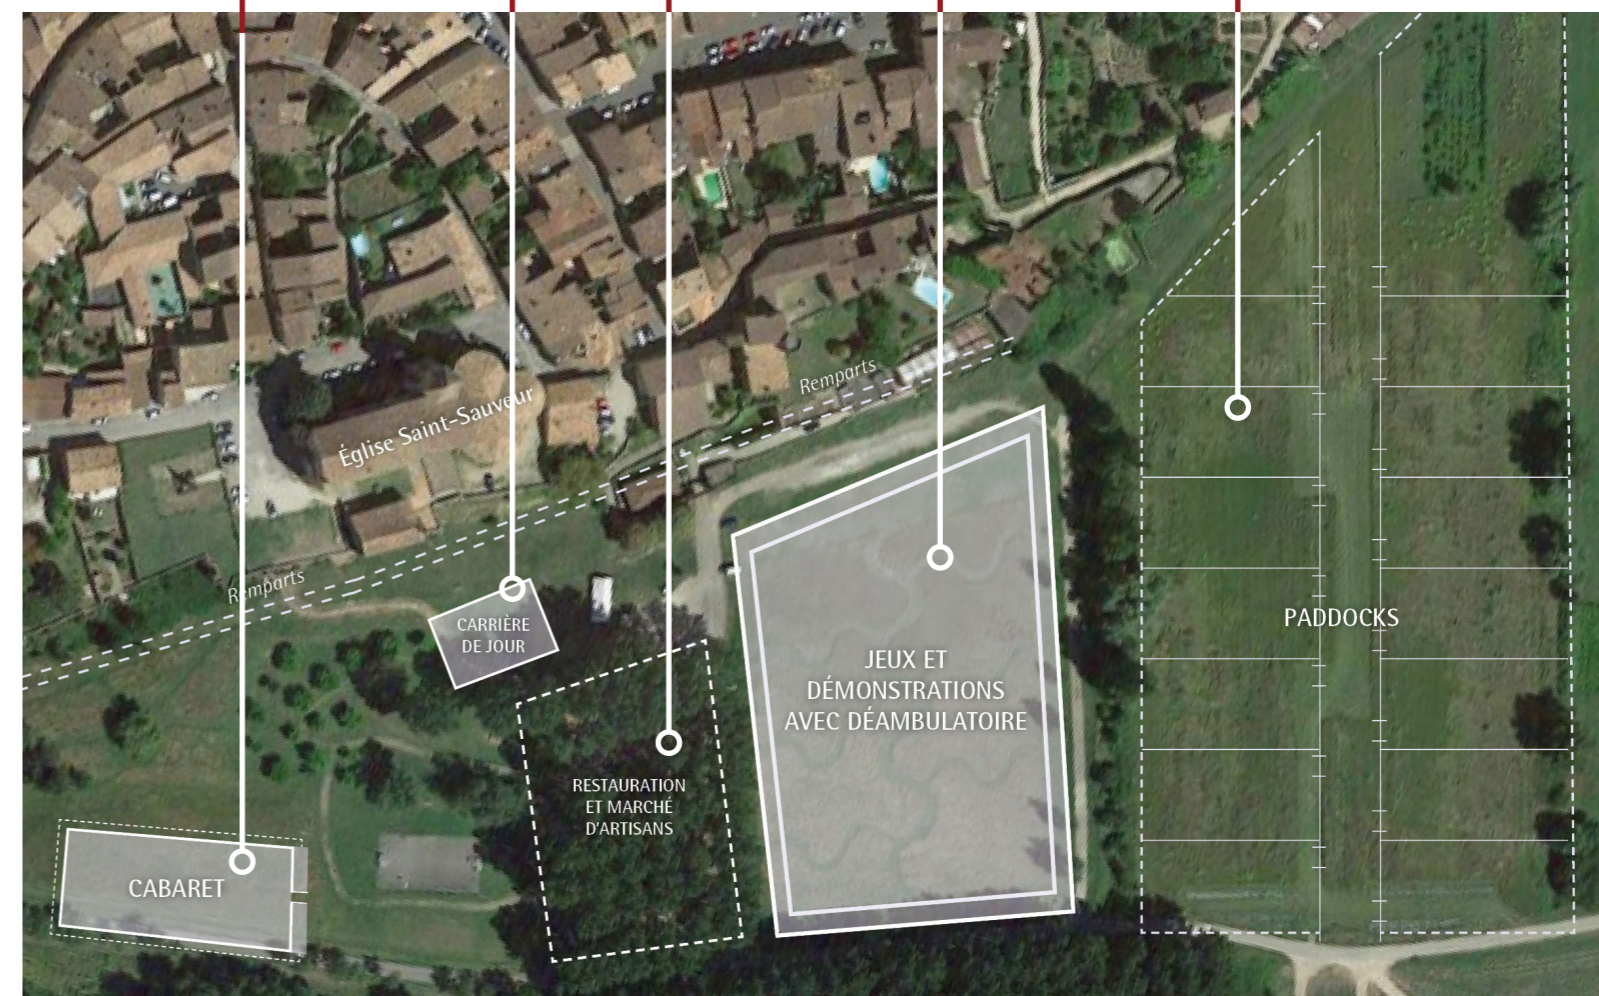 Remparts
Église Saint-Sauveur
Remparts
CARRIÈRE
DE JOUR
PADDOCKS
JEUX ET
DÉMONSTRATIONS
AVEC DÉAMBULATOIRE
RESTAURATION
ET MARCHÉ
D'ARTISANS
CABARET